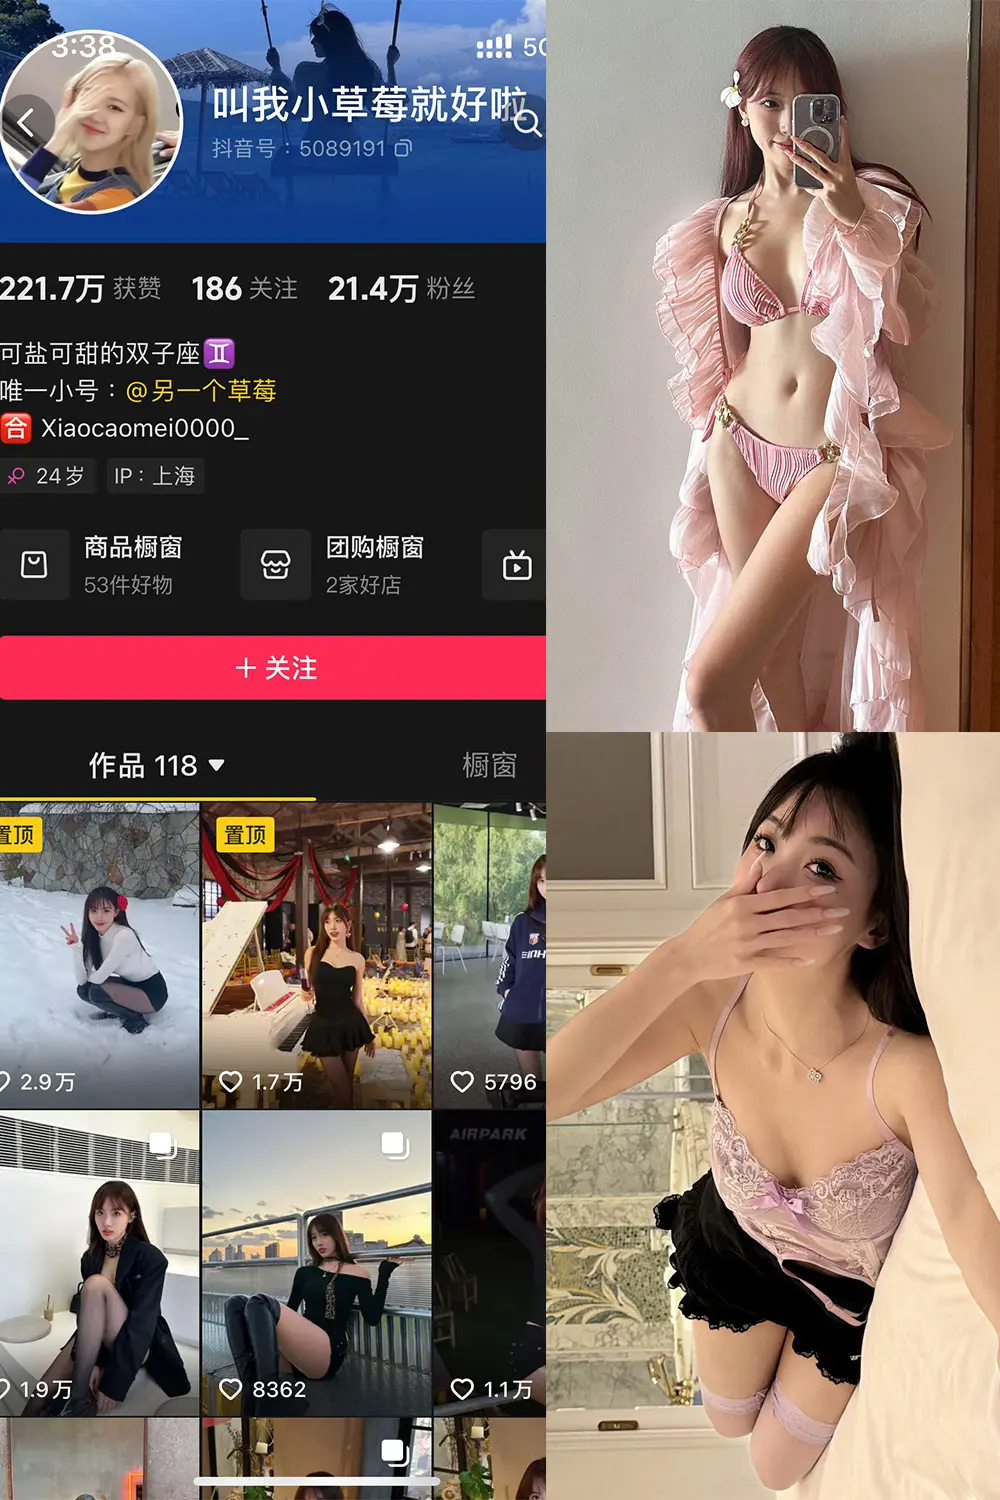 3:38
5G
叫我小草莓就好啦
抖音号：5089191
221.7万 获赞 186 关注 21.4万 粉丝
可盐可甜的双子座♊
唯一小号：@另一个草莓
合 Xiaocaomei0000_
24岁 IP：上海
商品橱窗
53件好物
团购橱窗
2家好店
+ 关注
作品 118
橱窗
置顶
置顶
2.9万
1.7万
5796
AIRPARK
1.9万
8362
1.1万